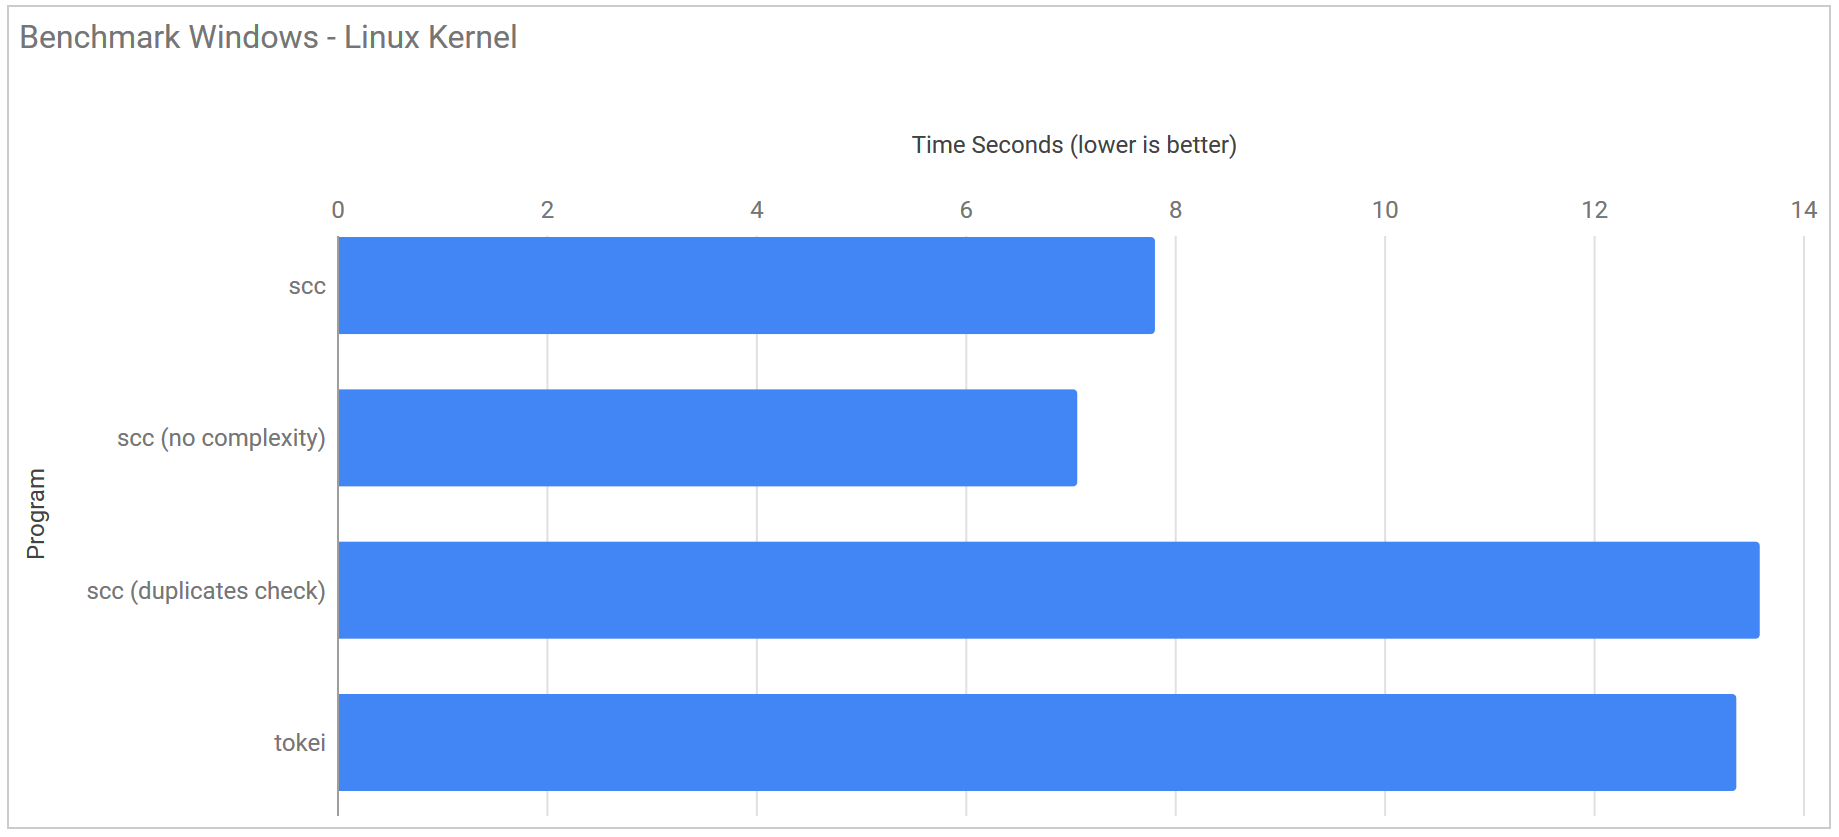 Benchmark Windows - Linux Kernel
Time Seconds (lower is better)
0 2 4 6 8 10 12 14
scc
scc (no complexity)
scc (duplicates check)
tokei
Program